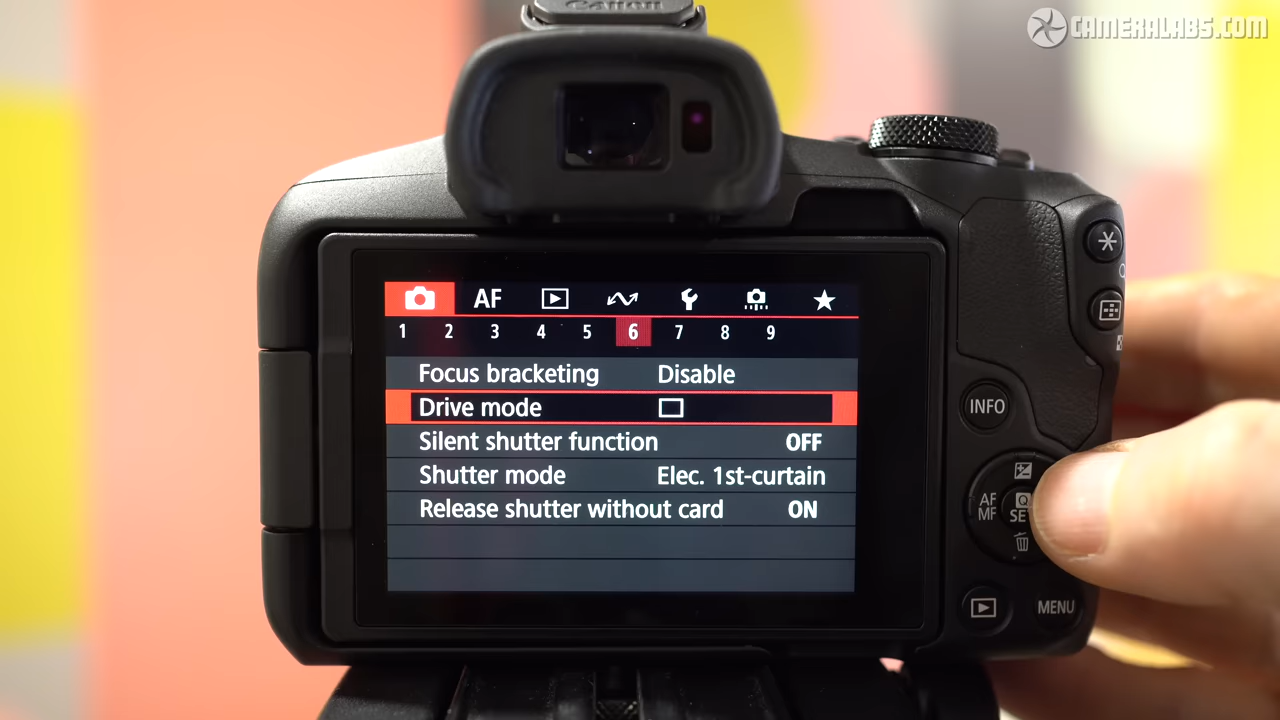 Canon
CAMERALABS.COM
AF
1 2 3 4 5 6 7 8 9
Focus bracketing Disable
Drive mode
Silent shutter function OFF
Shutter mode Elec. 1st-curtain
Release shutter without card ON
INFO
AF
MF
Q
SET
MENU